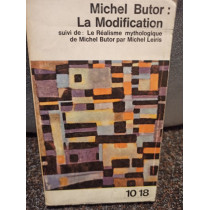 Michel Butor :
La Modification
suivi de: Le Réalisme mythologique
de Michel Butor par Michel Leiris
10 18